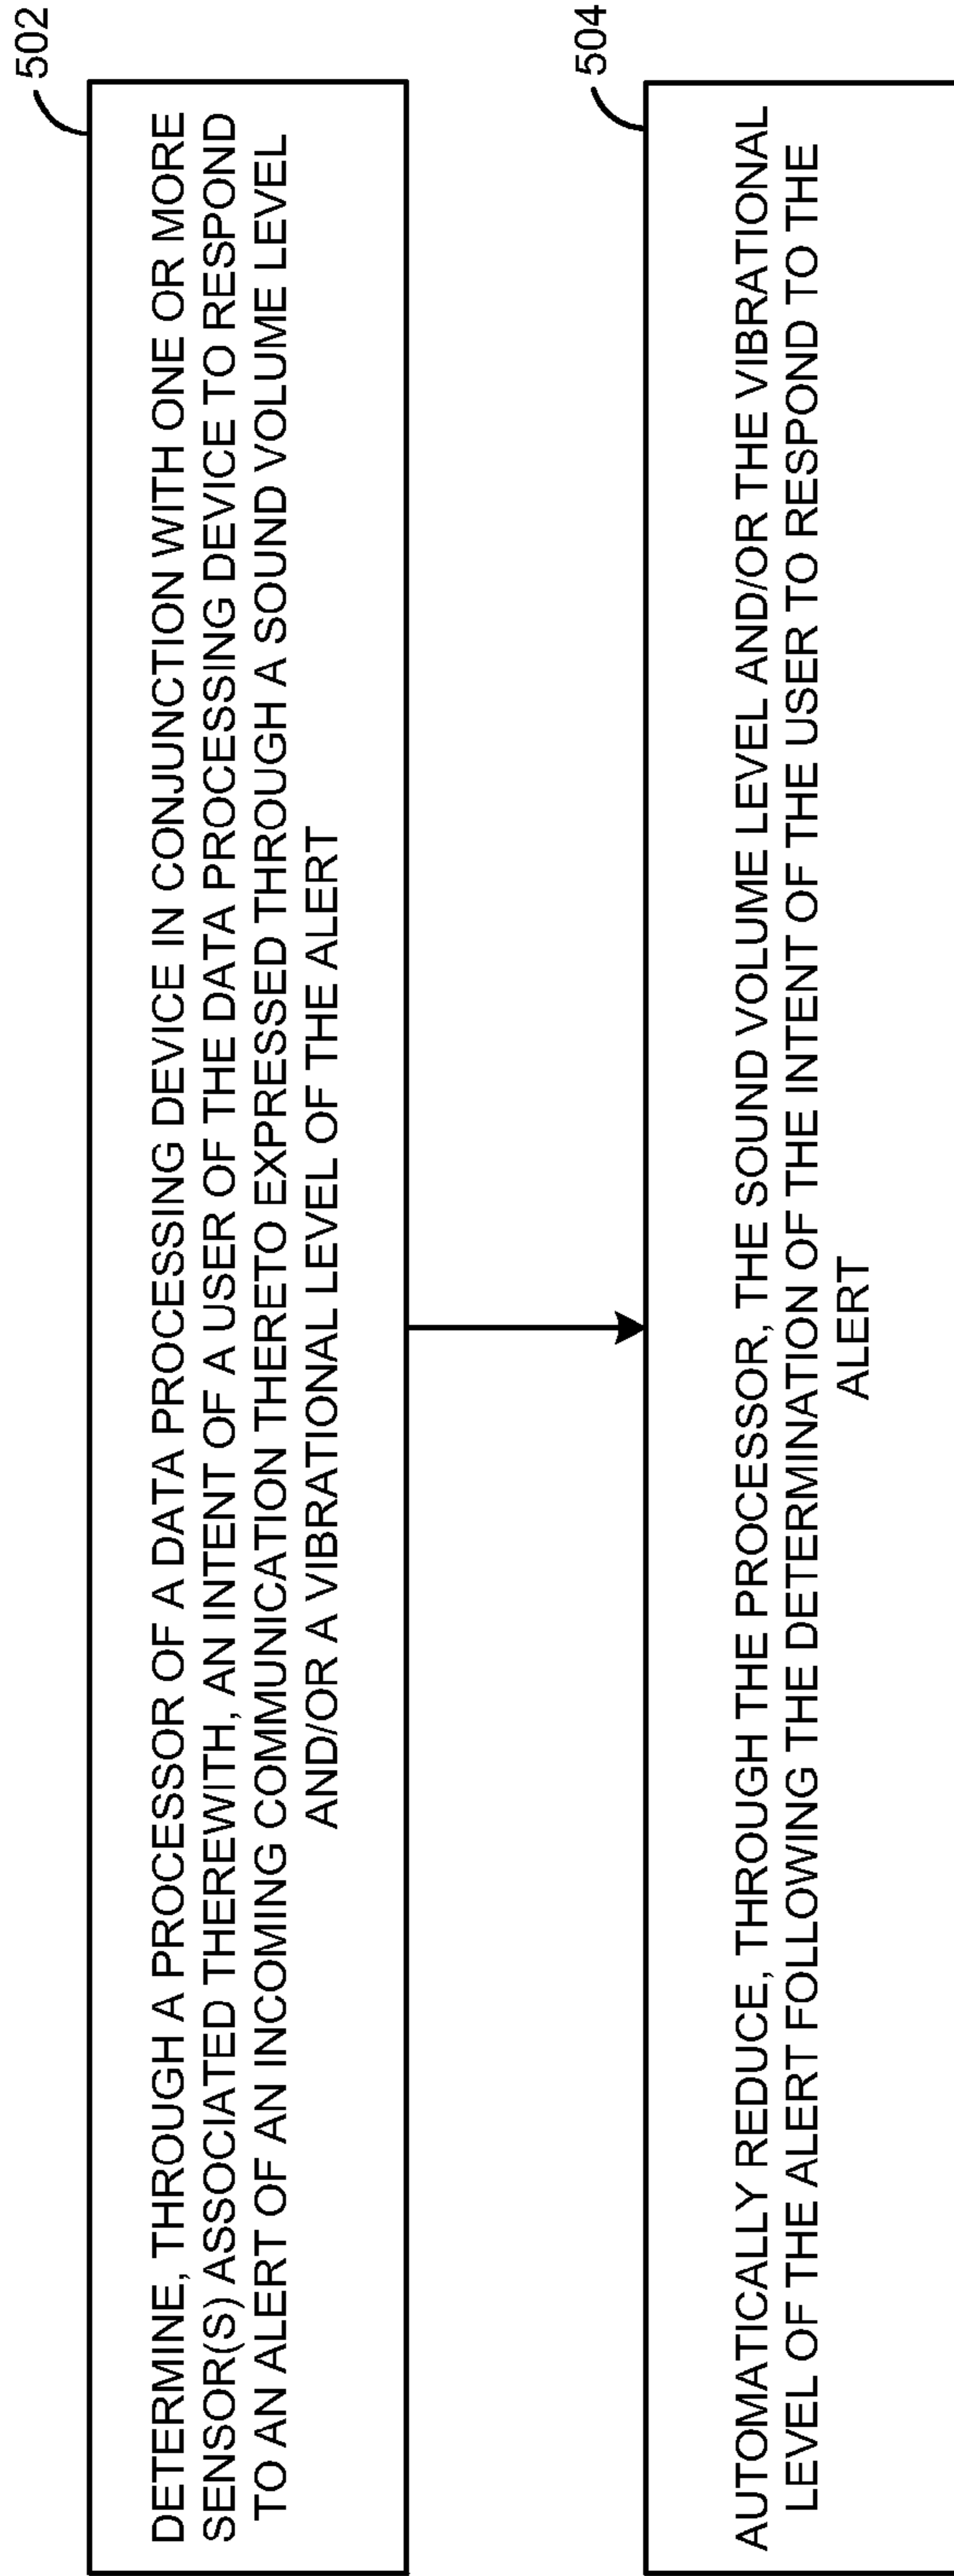 502
DETERMINE, THROUGH A PROCESSOR OF A DATA PROCESSING DEVICE IN CONJUNCTION WITH ONE OR MORE
SENSOR(S) ASSOCIATED THEREWITH, AN INTENT OF A USER OF THE DATA PROCESSING DEVICE TO RESPOND
TO AN ALERT OF AN INCOMING COMMUNICATION THERETO EXPRESSED THROUGH A SOUND VOLUME LEVEL
AND/OR A VIBRATIONAL LEVEL OF THE ALERT
504
AUTOMATICALLY REDUCE, THROUGH THE PROCESSOR, THE SOUND VOLUME LEVEL AND/OR THE VIBRATIONAL
LEVEL OF THE ALERT FOLLOWING THE DETERMINATION OF THE INTENT OF THE USER TO RESPOND TO THE
ALERT